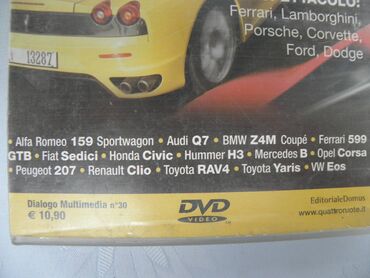 TTACOLO:
Ferrari, Lamborghini,
Porsche, Corvette,
Ford, Dodge
13287
• Alfa Romeo 159 Sportwagon • Audi Q7 • BMW Z4M Coupé • Ferrari 599
GTB • Fiat Sedici • Honda Civic • Hummer H3 • Mercedes B • Opel Corsa
• Peugeot 207 • Renault Clio • Toyota RAV4 • Toyota Yaris • VW Eos
Dialogo Multimedia n°30
€ 10,90
DVD
VIDEO
EditorialeDomus
www.quattroruote.it